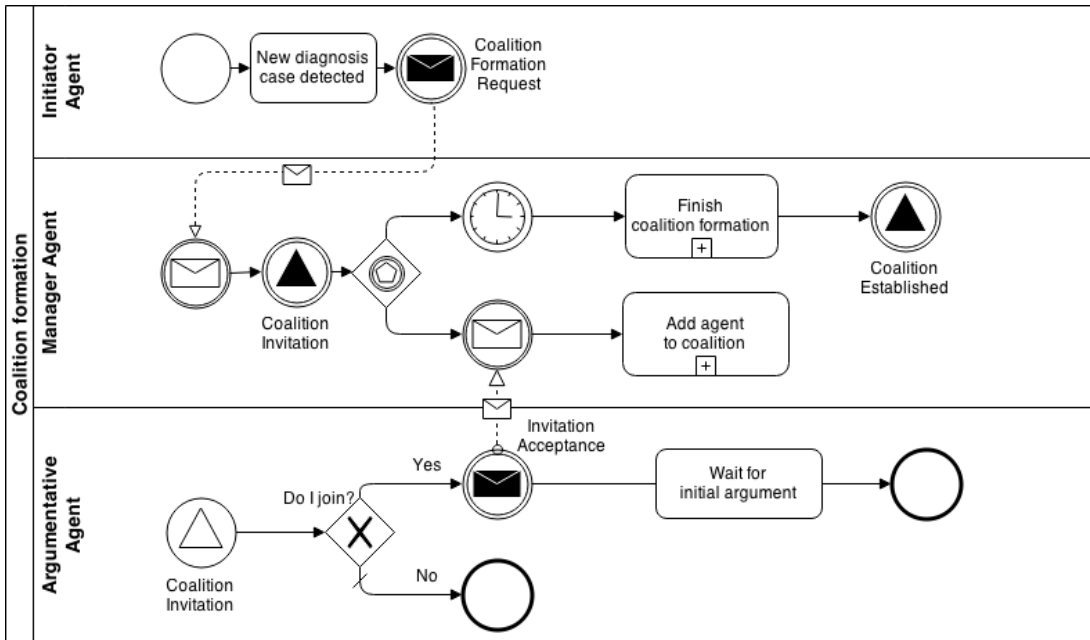 Coalition formation
Initiator
Agent
New diagnosis
case detected
Coalition
Formation
Request
Manager Agent
Coalition
Invitation
Finish
coalition formation
+
Coalition
Established
Add agent
to coalition
+
Argumentative
Agent
Coalition
Invitation
Do I join?
Yes
No
Invitation
Acceptance
Wait for
initial argument